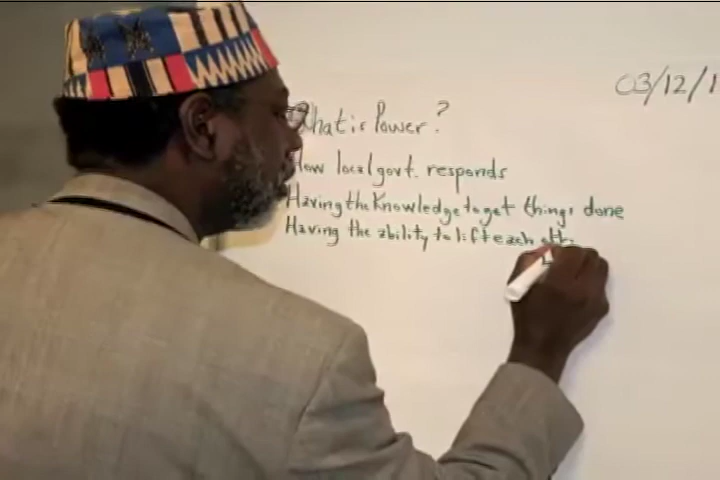 03/12/1
What is Power?
How local govt. responds
Having the Knowledge to get things done
Having the ability to lift each oth